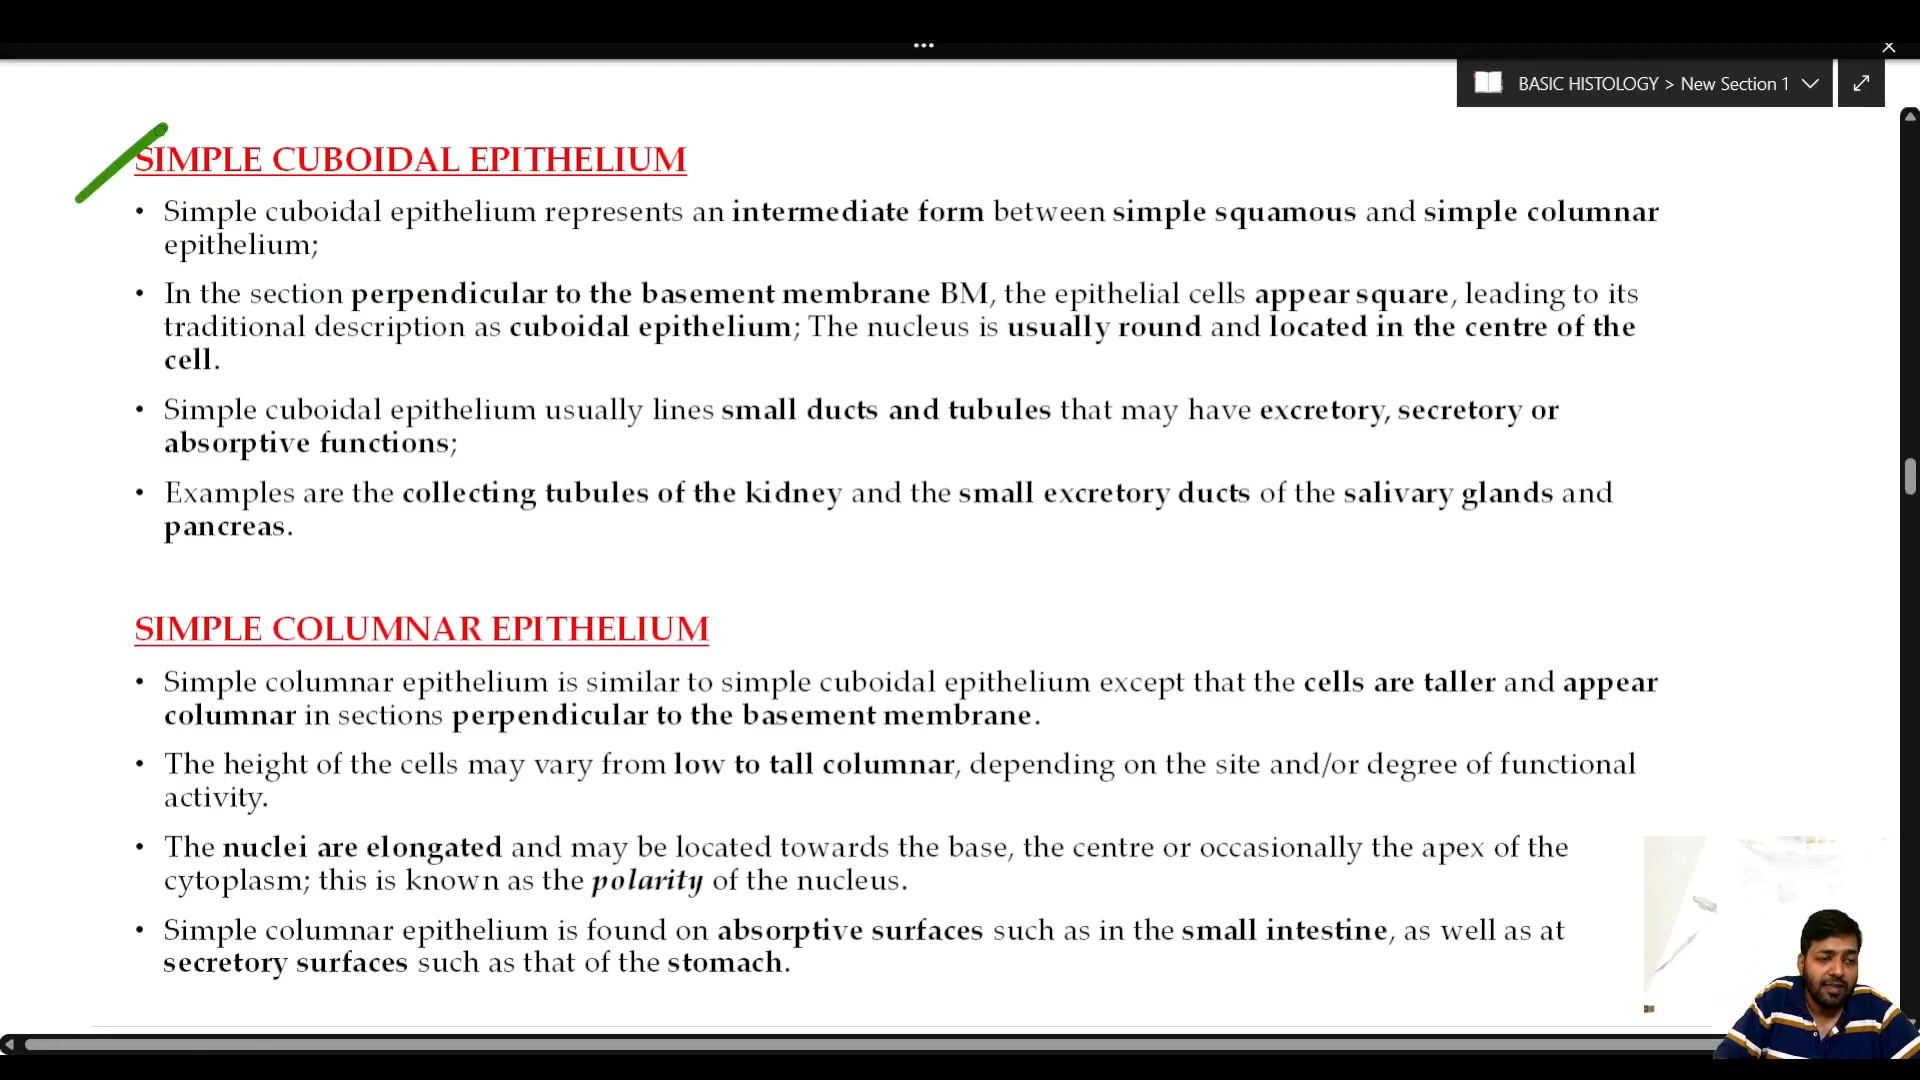 BASIC HISTOLOGY > New Section 1
SIMPLE CUBOIDAL EPITHELIUM
• Simple cuboidal epithelium represents an intermediate form between simple squamous and simple columnar
epithelium;
• In the section perpendicular to the basement membrane BM, the epithelial cells appear square, leading to its
traditional description as cuboidal epithelium; The nucleus is usually round and located in the centre of the
cell.
• Simple cuboidal epithelium usually lines small ducts and tubules that may have excretory, secretory or
absorptive functions;
• Examples are the collecting tubules of the kidney and the small excretory ducts of the salivary glands and
pancreas.
SIMPLE COLUMNAR EPITHELIUM
• Simple columnar epithelium is similar to simple cuboidal epithelium except that the cells are taller and appear
columnar in sections perpendicular to the basement membrane.
• The height of the cells may vary from low to tall columnar, depending on the site and/or degree of functional
activity.
• The nuclei are elongated and may be located towards the base, the centre or occasionally the apex of the
cytoplasm; this is known as the polarity of the nucleus.
• Simple columnar epithelium is found on absorptive surfaces such as in the small intestine, as well as at
secretory surfaces such as that of the stomach.